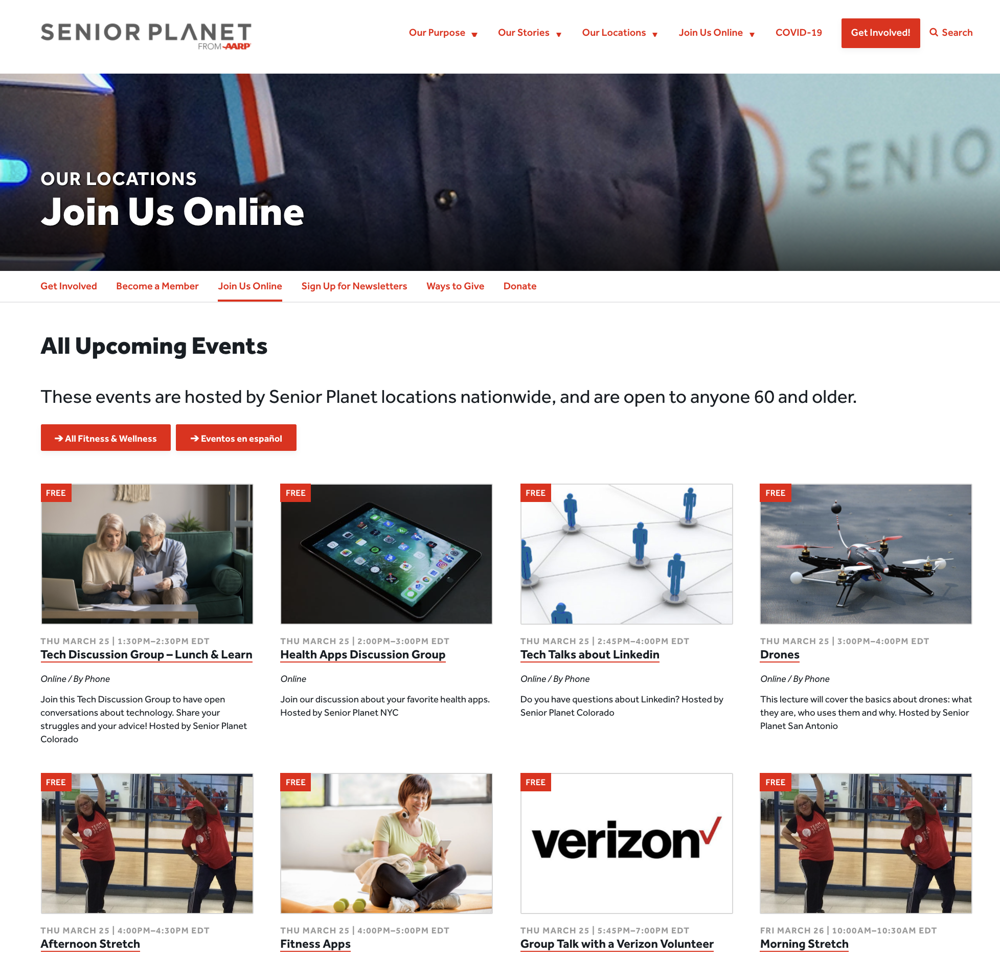 SENIOR PLANET
FROM AARP
Our Purpose
Our Stories
Our Locations
Join Us Online
COVID-19
Get Involved!
Search
SENIO
OUR LOCATIONS
Join Us Online
Get Involved
Become a Member
Join Us Online
Sign Up for Newsletters
Ways to Give
Donate
All Upcoming Events
These events are hosted by Senior Planet locations nationwide, and are open to anyone 60 and older.
➔ All Fitness & Wellness
➔ Eventos en español
FREE
THU MARCH 25 | 1:30PM–2:30PM EDT
Tech Discussion Group – Lunch & Learn
Online / By Phone
Join this Tech Discussion Group to have open
conversations about technology. Share your
struggles and your advice! Hosted by Senior Planet
Colorado
FREE
THU MARCH 25 | 2:00PM–3:00PM EDT
Health Apps Discussion Group
Online
Join our discussion about your favorite health apps.
Hosted by Senior Planet NYC
FREE
THU MARCH 25 | 2:45PM–4:00PM EDT
Tech Talks about Linkedin
Online / By Phone
Do you have questions about Linkedin? Hosted by
Senior Planet Colorado
FREE
THU MARCH 25 | 3:00PM–4:00PM EDT
Drones
Online / By Phone
This lecture will cover the basics about drones: what
they are, who uses them and why. Hosted by Senior
Planet San Antonio
FREE
TEAM
SENIOR
PLANET
THU MARCH 25 | 4:00PM–4:30PM EDT
Afternoon Stretch
FREE
THU MARCH 25 | 4:00PM–5:00PM EDT
Fitness Apps
FREE
verizon
THU MARCH 25 | 5:45PM–7:00PM EDT
Group Talk with a Verizon Volunteer
FREE
TEAM
SENIOR
PLANET
FRI MARCH 26 | 10:00AM–10:30AM EDT
Morning Stretch